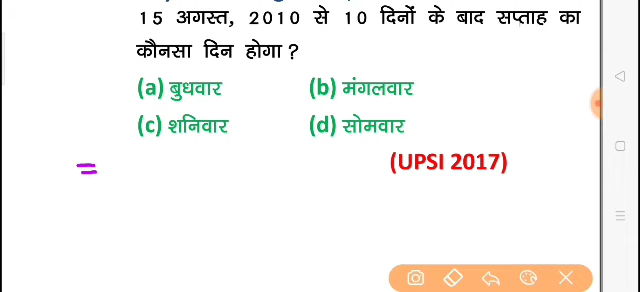 15 अगस्त, 2010 से 10 दिनों के बाद सप्ताह का
कौनसा दिन होगा ?
(a) बुधवार (b) मंगलवार
(c) शनिवार (d) सोमवार
=
(UPSI 2017)